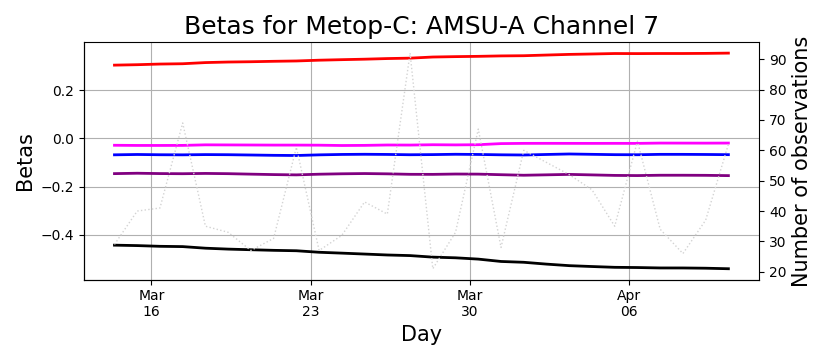 Betas for Metop-C: AMSU-A Channel 7
Betas
0.2
0.0
−0.2
−0.4
90
80
70
60
50
40
30
20
Number of observations
Mar
16
Mar
23
Mar
30
Apr
06
Day